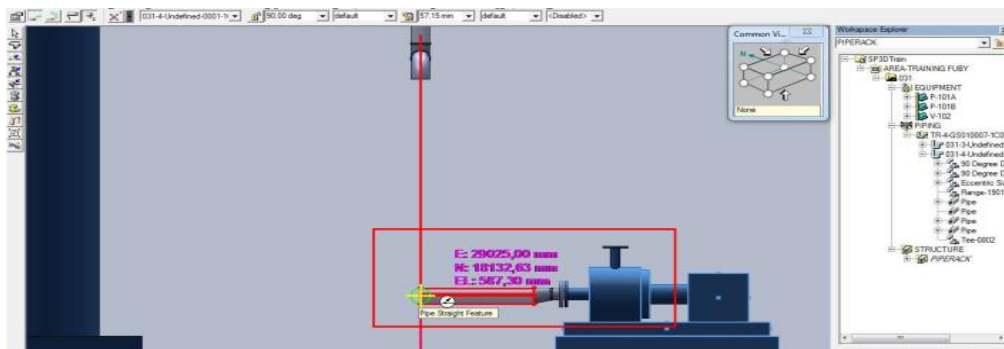 031-4-Undefined-0001-1
90,00 deg
default
57,15 mm
default
<Disabled>
Common Vi...
N
None
E: 29025,00 mm
N: 18132,63 mm
El.: 587,30 mm
Pipe Straight Feature
Workspace Explorer
PIPERACK
SP3DTrain
AREA-TRAINING FUBY
031
EQUIPMENT
P-101A
P-101B
V-102
PIPING
TR-4-GS010007-1C0
031-3-Undefined
031-4-Undefined
90 Degree D
90 Degree D
Eccentric Si
Flange-1901
Pipe
Pipe
Pipe
Pipe
Tee-0802
STRUCTURE
PIPERACK